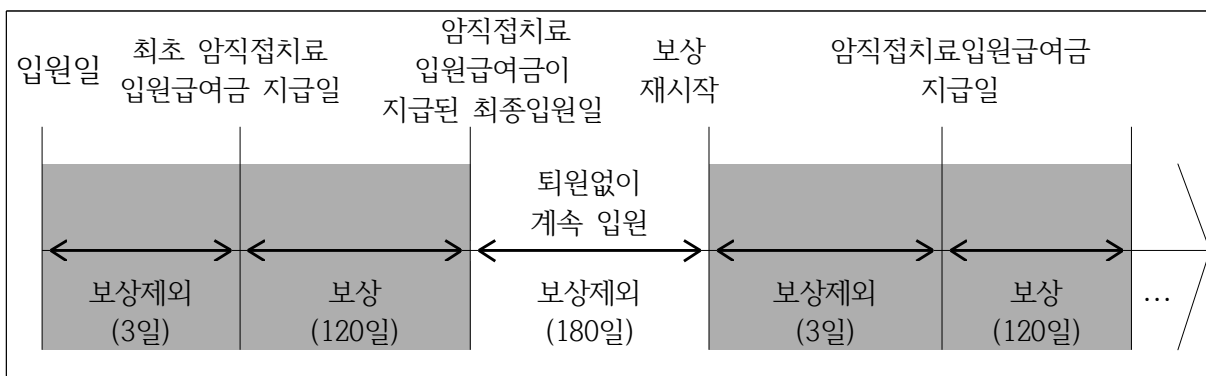 입원일
최초 암직접치료
입원급여금 지급일
암직접치료
입원급여금이
지급된 최종입원일
보상
재시작
암직접치료입원급여금
지급일
퇴원없이
계속 입원
보상제외
(3일)
보상
(120일)
보상제외
(180일)
보상제외
(3일)
보상
(120일)
…